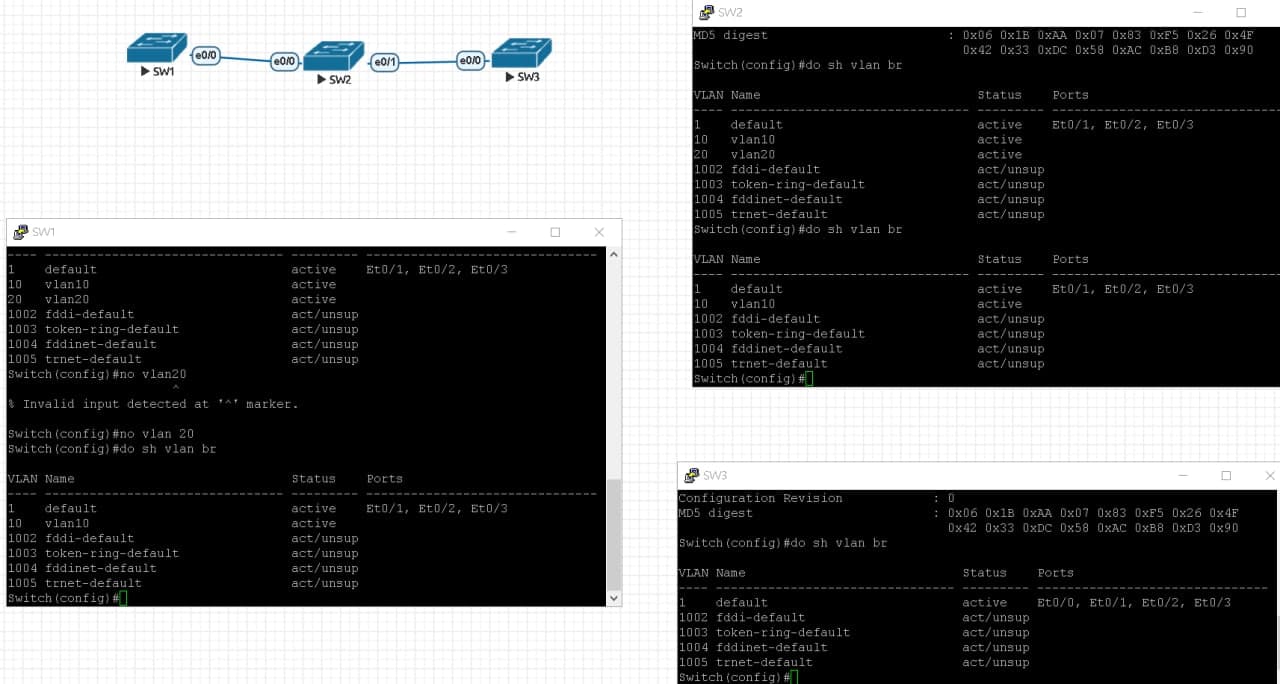 e0/0
e0/0
e0/1
e0/0
SW1
SW2
SW3
SW2
MD5 digest                      : 0x06 0x1B 0xAA 0x07 0x83 0xF5 0x26 0x4F
0x42 0x33 0xDC 0x58 0xAC 0xB8 0xD3 0x90
Switch(config)#do sh vlan br
VLAN Name                             Status    Ports
---- -------------------------------- --------- -------------------------------
1    default                          active    Et0/1, Et0/2, Et0/3
10   vlan10                           active
20   vlan20                           active
1002 fddi-default                     act/unsup
1003 token-ring-default               act/unsup
1004 fddinet-default                  act/unsup
1005 trnet-default                    act/unsup
Switch(config)#do sh vlan br
VLAN Name                             Status    Ports
---- -------------------------------- --------- -------------------------------
1    default                          active    Et0/1, Et0/2, Et0/3
10   vlan10                           active
1002 fddi-default                     act/unsup
1003 token-ring-default               act/unsup
1004 fddinet-default                  act/unsup
1005 trnet-default                    act/unsup
Switch(config)#
SW1
---- -------------------------------- --------- -------------------------------
1    default                          active    Et0/1, Et0/2, Et0/3
10   vlan10                           active
20   vlan20                           active
1002 fddi-default                     act/unsup
1003 token-ring-default               act/unsup
1004 fddinet-default                  act/unsup
1005 trnet-default                    act/unsup
Switch(config)#no vlan20
^
% Invalid input detected at '^' marker.
Switch(config)#no vlan 20
Switch(config)#do sh vlan br
VLAN Name                             Status    Ports
---- -------------------------------- --------- -------------------------------
1    default                          active    Et0/1, Et0/2, Et0/3
10   vlan10                           active
1002 fddi-default                     act/unsup
1003 token-ring-default               act/unsup
1004 fddinet-default                  act/unsup
1005 trnet-default                    act/unsup
Switch(config)#
SW3
Configuration Revision            : 0
MD5 digest                        : 0x06 0x1B 0xAA 0x07 0x83 0xF5 0x26 0x4F
0x42 0x33 0xDC 0x58 0xAC 0xB8 0xD3 0x90
Switch(config)#do sh vlan br
VLAN Name                             Status    Ports
---- -------------------------------- --------- -------------------------------
1    default                          active    Et0/0, Et0/1, Et0/2, Et0/3
1002 fddi-default                     act/unsup
1003 token-ring-default               act/unsup
1004 fddinet-default                  act/unsup
1005 trnet-default                    act/unsup
Switch(config)#